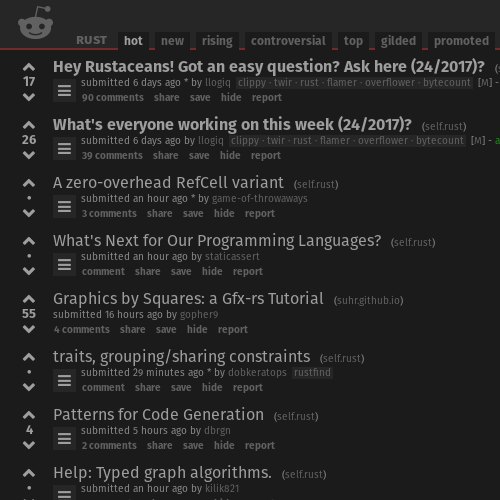 RUST hot new rising controversial top gilded promoted
Hey Rustaceans! Got an easy question? Ask here (24/2017)? (s
17
submitted 6 days ago * by llogiq clippy · twir · rust · flamer · overflower · bytecount [M] -
90 comments share save hide report
What's everyone working on this week (24/2017)? (self.rust)
26
submitted 6 days ago by llogiq clippy · twir · rust · flamer · overflower · bytecount [M] - a
39 comments share save hide report
A zero-overhead RefCell variant (self.rust)
•
submitted an hour ago * by game-of-throwaways
3 comments share save hide report
What's Next for Our Programming Languages? (self.rust)
•
submitted an hour ago by staticassert
comment share save hide report
Graphics by Squares: a Gfx-rs Tutorial (suhr.github.io)
55
submitted 16 hours ago by gopher9
4 comments share save hide report
traits, grouping/sharing constraints (self.rust)
•
submitted 29 minutes ago * by dobkeratops rustfind
comment share save hide report
Patterns for Code Generation (self.rust)
4
submitted 5 hours ago by dbrgn
2 comments share save hide report
Help: Typed graph algorithms. (self.rust)
•
submitted an hour ago by kilik821